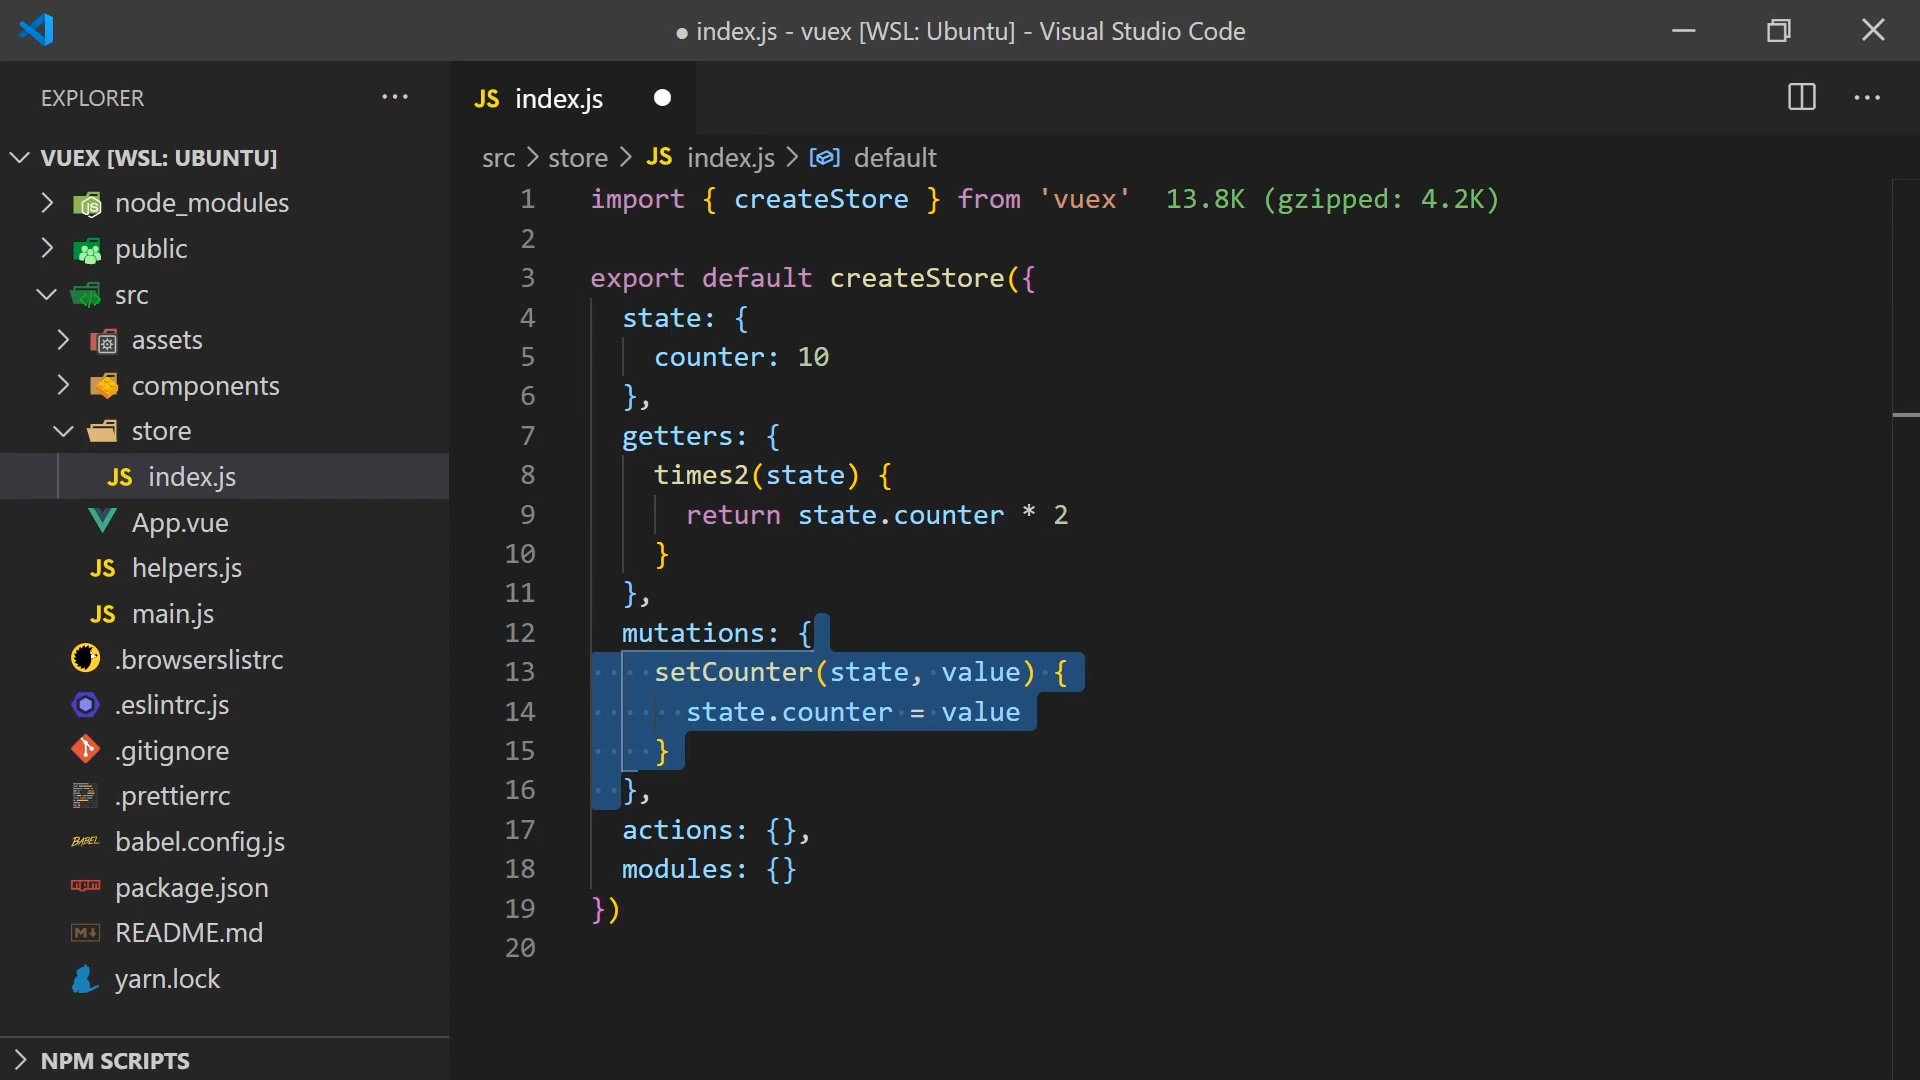 ● index.js - vuex [WSL: Ubuntu] - Visual Studio Code
EXPLORER
VUEX [WSL: UBUNTU]
node_modules
public
src
assets
components
store
JS index.js
App.vue
JS helpers.js
JS main.js
.browserslistrc
.eslintrc.js
.gitignore
.prettierrc
BABEL babel.config.js
npm package.json
M↓ README.md
yarn.lock
NPM SCRIPTS
JS index.js
src > store > JS index.js > default
1 import { createStore } from 'vuex' 13.8K (gzipped: 4.2K)
2
3 export default createStore({
4 state: {
5 counter: 10
6 },
7 getters: {
8 times2(state) {
9 return state.counter * 2
10 }
11 },
12 mutations: {
13 setCounter(state, value) {
14 state.counter = value
15 }
16 },
17 actions: {},
18 modules: {}
19 })
20